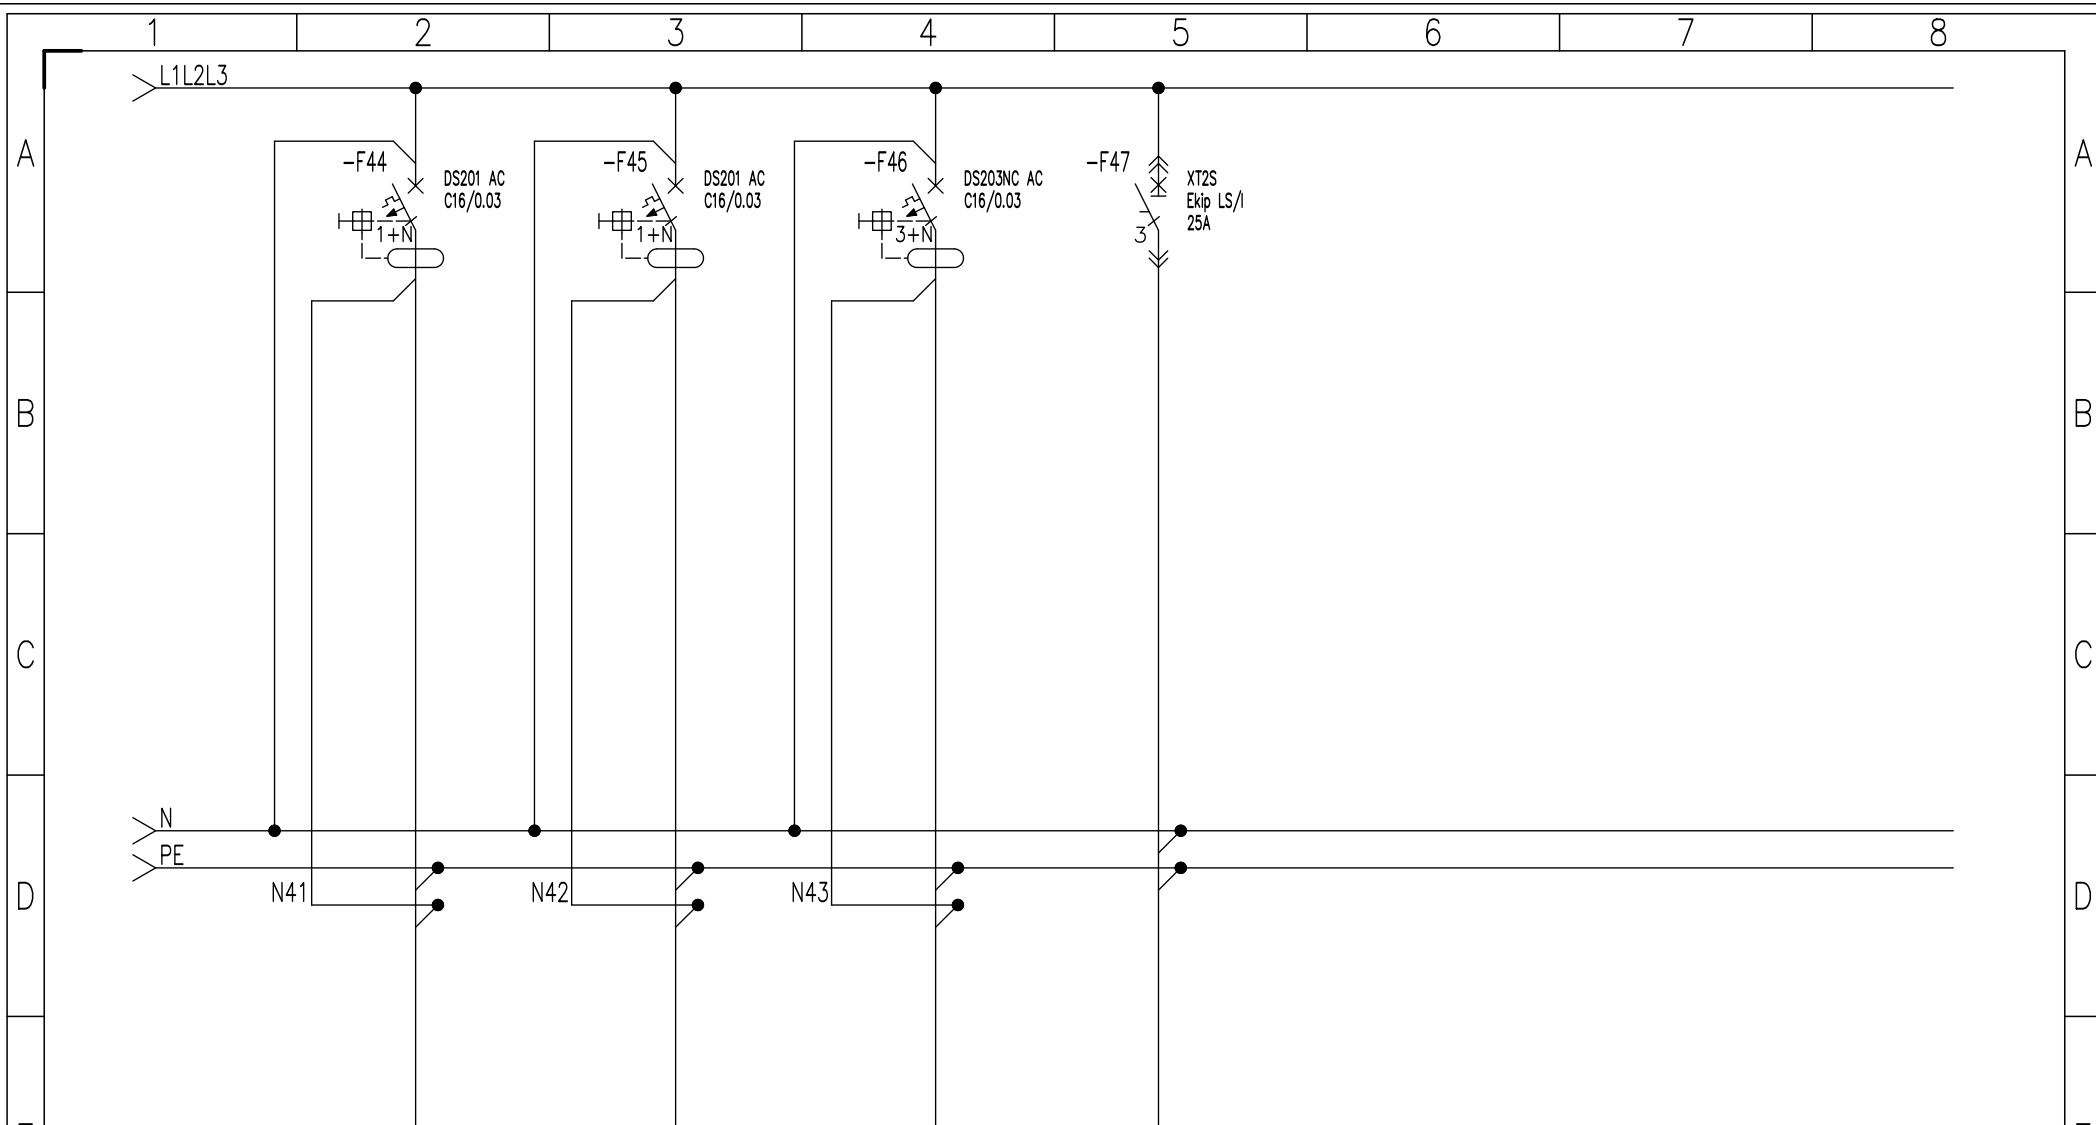 1 2 3 4 5 6 7 8
L1L2L3
A A
-F44 -F45 -F46 -F47
DS201 AC
C16/0.03
DS201 AC
C16/0.03
DS203NC AC
C16/0.03
XT2S
Ekip LS/I
25A
1+N 1+N 3+N 3
B B
C C
N
PE
D D
N41 N42 N43